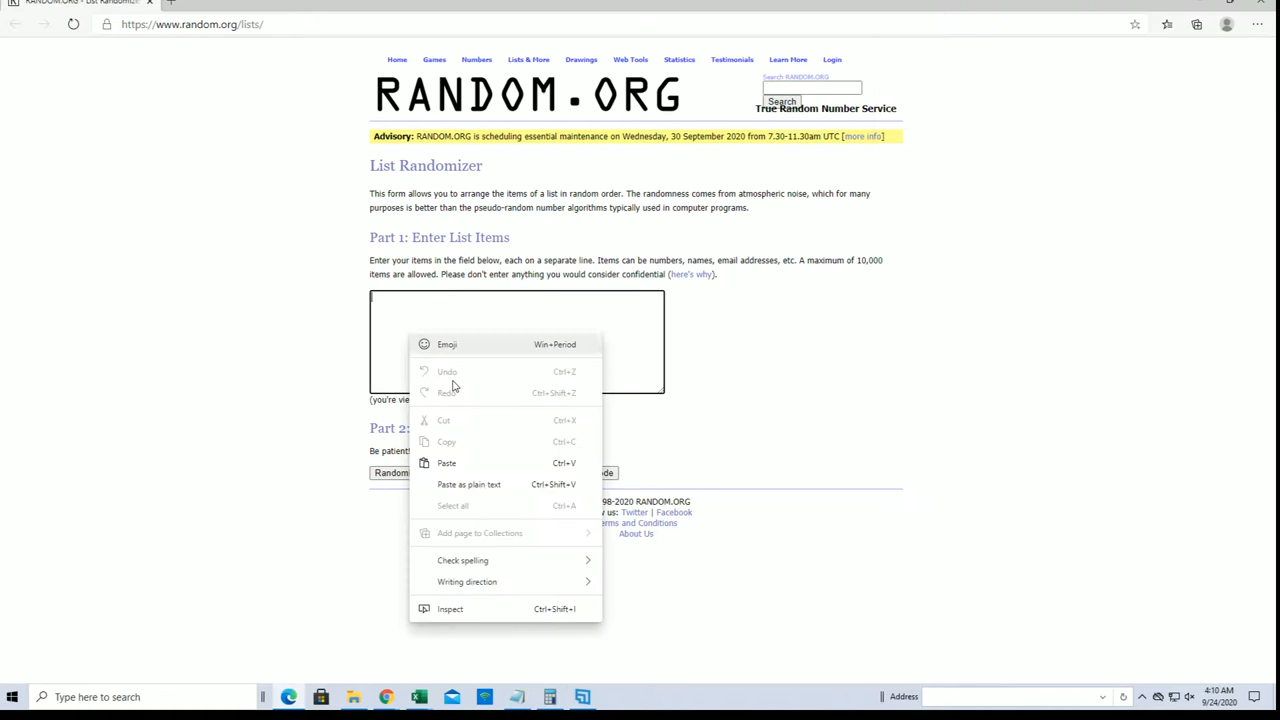 RANDOM.ORG - List Randomiz
https://www.random.org/lists/
Home Games Numbers Lists & More Drawings Web Tools Statistics Testimonials Learn More Login
RANDOM.ORG
Search RANDOM.ORG
Search
True Random Number Service
Advisory: RANDOM.ORG is scheduling essential maintenance on Wednesday, 30 September 2020 from 7.30-11.30am UTC [more info]
List Randomizer
This form allows you to arrange the items of a list in random order. The randomness comes from atmospheric noise, which for many
purposes is better than the pseudo-random number algorithms typically used in computer programs.
Part 1: Enter List Items
Enter your items in the field below, each on a separate line. Items can be numbers, names, email addresses, etc. A maximum of 10,000
items are allowed. Please don't enter anything you would consider confidential (here's why).
Emoji Win+Period
Undo Ctrl+Z
Redo Ctrl+Shift+Z
(you're vie
Cut Ctrl+X
Part 2:
Copy Ctrl+C
Be patient
Paste Ctrl+V
Randomi ode
Paste as plain text Ctrl+Shift+V
98-2020 RANDOM.ORG
Select all Ctrl+A
w us: Twitter | Facebook
erms and Conditions
Add page to Collections
About Us
Check spelling
Writing direction
Inspect Ctrl+Shift+I
Type here to search
Address
4:10 AM
9/24/2020